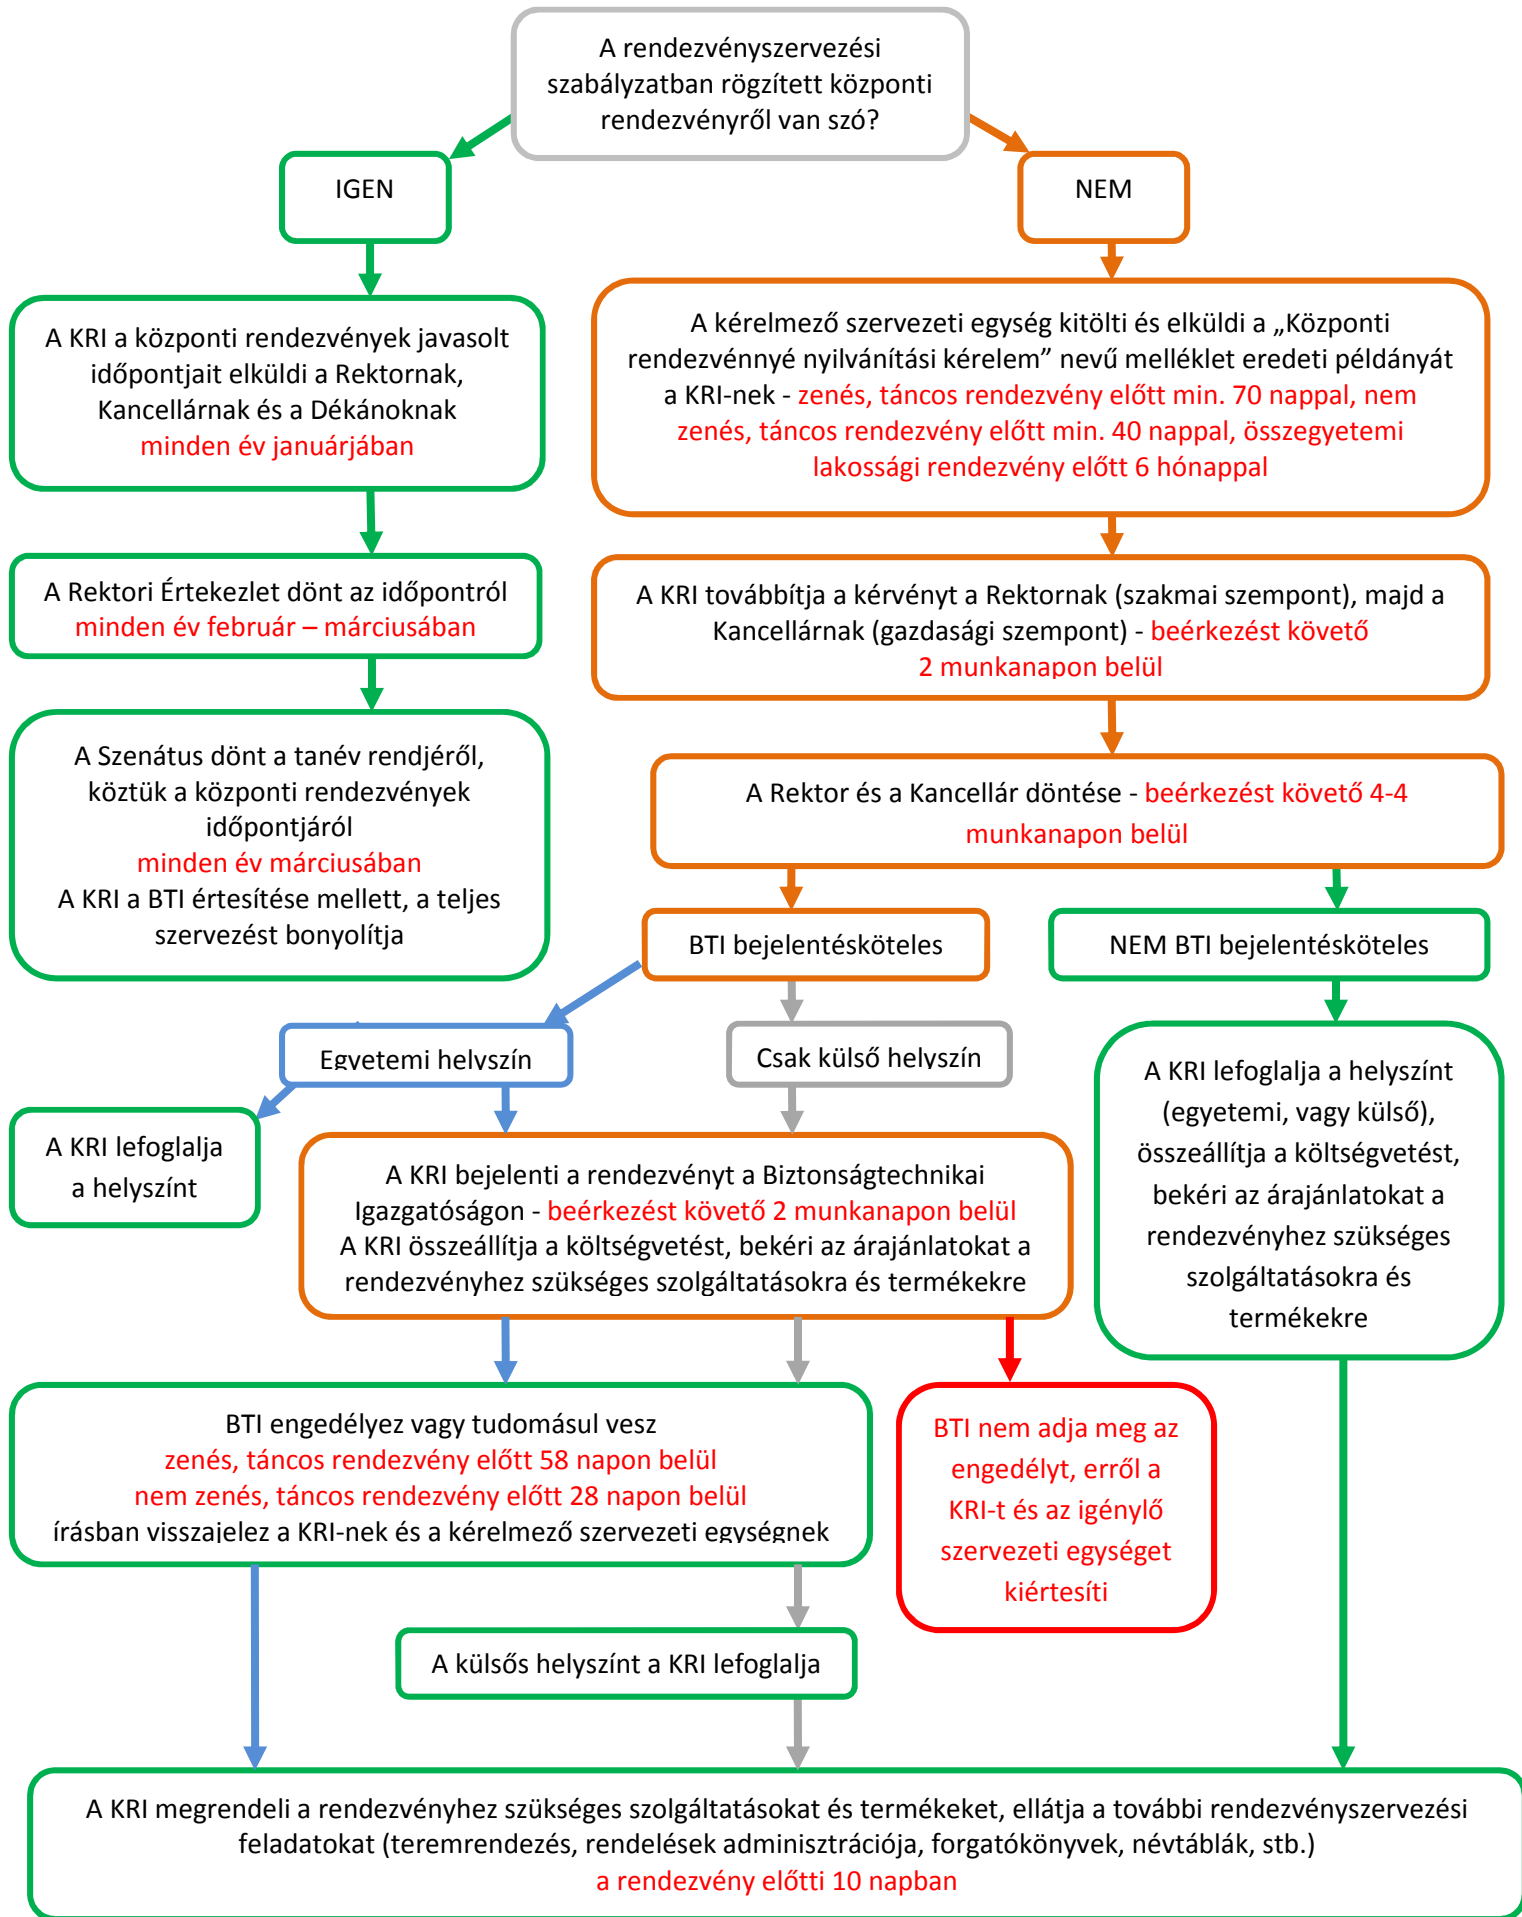 A rendezvényszervezési
szabályzatban rögzített központi
rendezvényről van szó?
IGEN
NEM
A KRI a központi rendezvények javasolt
időpontjait elküldi a Rektornak,
Kancellárnak és a Dékánoknak
minden év januárjában
A kérelmező szervezeti egység kitölti és elküldi a „Központi
rendezvénnyé nyilvánítási kérelem” nevű melléklet eredeti példányát
a KRI-nek - zenés, táncos rendezvény előtt min. 70 nappal, nem
zenés, táncos rendezvény előtt min. 40 nappal, összegyetemi
lakossági rendezvény előtt 6 hónappal
A Rektori Értekezlet dönt az időpontról
minden év február – márciusában
A KRI továbbítja a kérvényt a Rektornak (szakmai szempont), majd a
Kancellárnak (gazdasági szempont) - beérkezést követő
2 munkanapon belül
A Szenátus dönt a tanév rendjéről,
köztük a központi rendezvények
időpontjáról
minden év márciusában
A KRI a BTI értesítése mellett, a teljes
szervezést bonyolítja
A Rektor és a Kancellár döntése - beérkezést követő 4-4
munkanapon belül
BTI bejelentésköteles
NEM BTI bejelentésköteles
Egyetemi helyszín
Csak külső helyszín
A KRI lefoglalja
a helyszínt
A KRI bejelenti a rendezvényt a Biztonságtechnikai
Igazgatóságon - beérkezést követő 2 munkanapon belül
A KRI összeállítja a költségvetést, bekéri az árajánlatokat a
rendezvényhez szükséges szolgáltatásokra és termékekre
A KRI lefoglalja a helyszínt
(egyetemi, vagy külső),
összeállítja a költségvetést,
bekéri az árajánlatokat a
rendezvényhez szükséges
szolgáltatásokra és
termékekre
BTI engedélyez vagy tudomásul vesz
zenés, táncos rendezvény előtt 58 napon belül
nem zenés, táncos rendezvény előtt 28 napon belül
írásban visszajelez a KRI-nek és a kérelmező szervezeti egységnek
BTI nem adja meg az
engedélyt, erről a
KRI-t és az igénylő
szervezeti egységet
kiértesíti
A külsős helyszínt a KRI lefoglalja
A KRI megrendeli a rendezvényhez szükséges szolgáltatásokat és termékeket, ellátja a további rendezvényszervezési
feladatokat (teremrendezés, rendelések adminisztrációja, forgatókönyvek, névtáblák, stb.)
a rendezvény előtti 10 napban